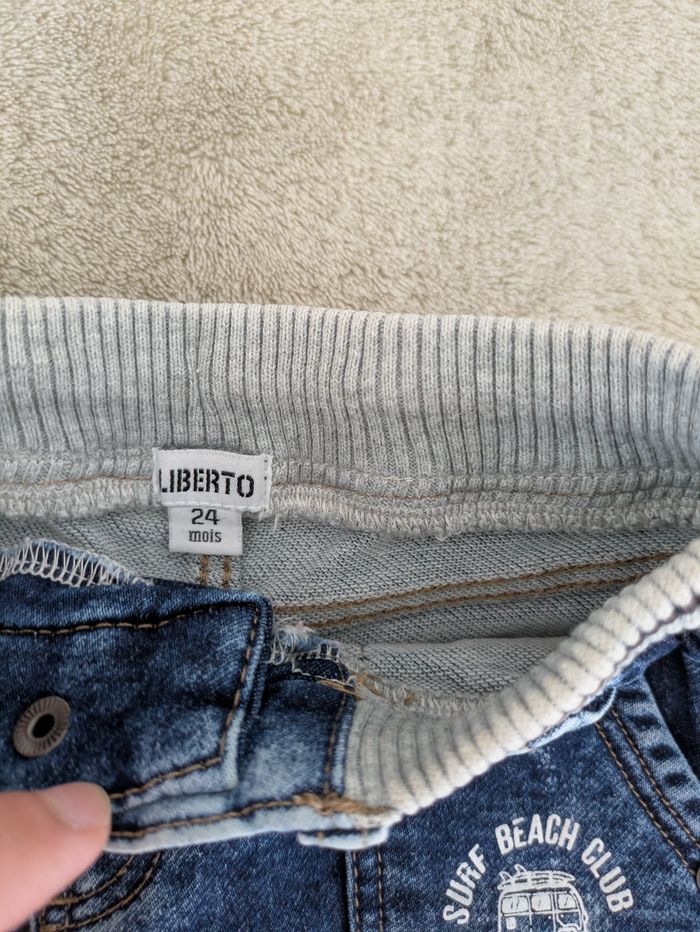 LIBERTO
24
mois
SURF BEACH CLUB